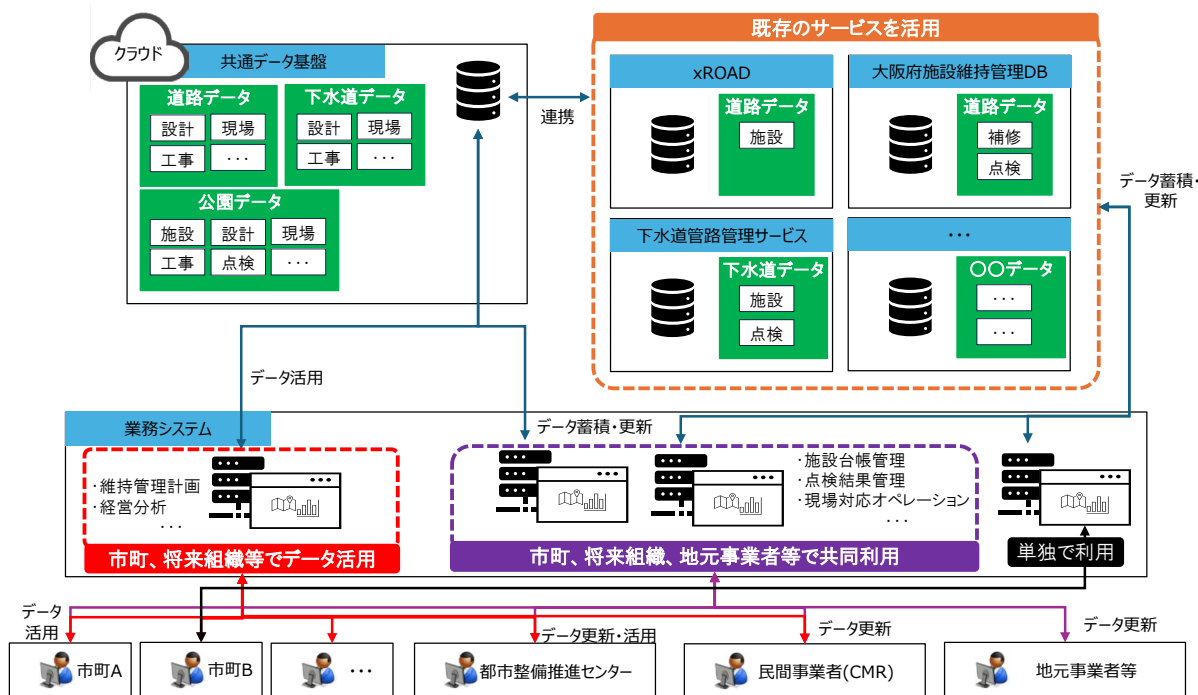 クラウド
共通データ基盤
道路データ
設計
現場
工事
・・・
下水道データ
設計
現場
工事
・・・
公園データ
施設
設計
現場
工事
点検
・・・
連携
既存のサービスを活用
xROAD
道路データ
施設
大阪府施設維持管理DB
道路データ
補修
点検
下水道管路管理サービス
下水道データ
施設
点検
・・・
〇〇データ
・・・
・・・
データ蓄積・
更新
データ活用
データ蓄積・更新
業務システム
・維持管理計画
・経営分析
・・・
市町、将来組織等でデータ活用
・施設台帳管理
・点検結果管理
・現場対応オペレーション
・・・
市町、将来組織、地元事業者等で共同利用
単独で利用
データ
活用
データ更新・活用
データ更新
データ更新
市町A
市町B
・・・
都市整備推進センター
民間事業者(CMR)
地元事業者等